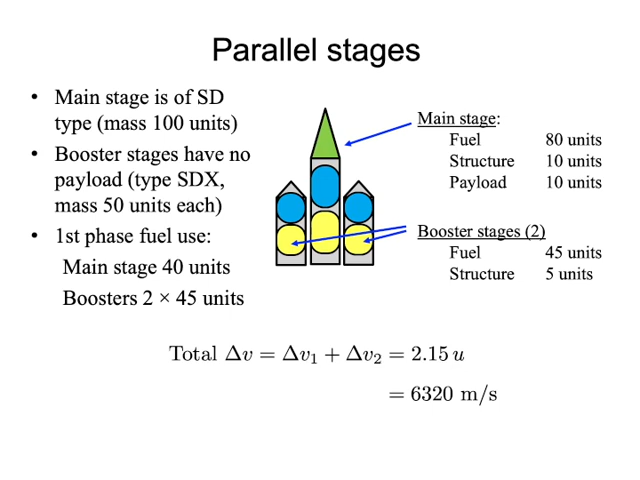 Parallel stages
• Main stage is of SD
type (mass 100 units)
• Booster stages have no
payload (type SDX,
mass 50 units each)
• 1st phase fuel use:
Main stage 40 units
Boosters 2 × 45 units
Main stage:
Fuel 80 units
Structure 10 units
Payload 10 units
Booster stages (2)
Fuel 45 units
Structure 5 units
Total Δv = Δv₁ + Δv₂ = 2.15 u
= 6320 m/s